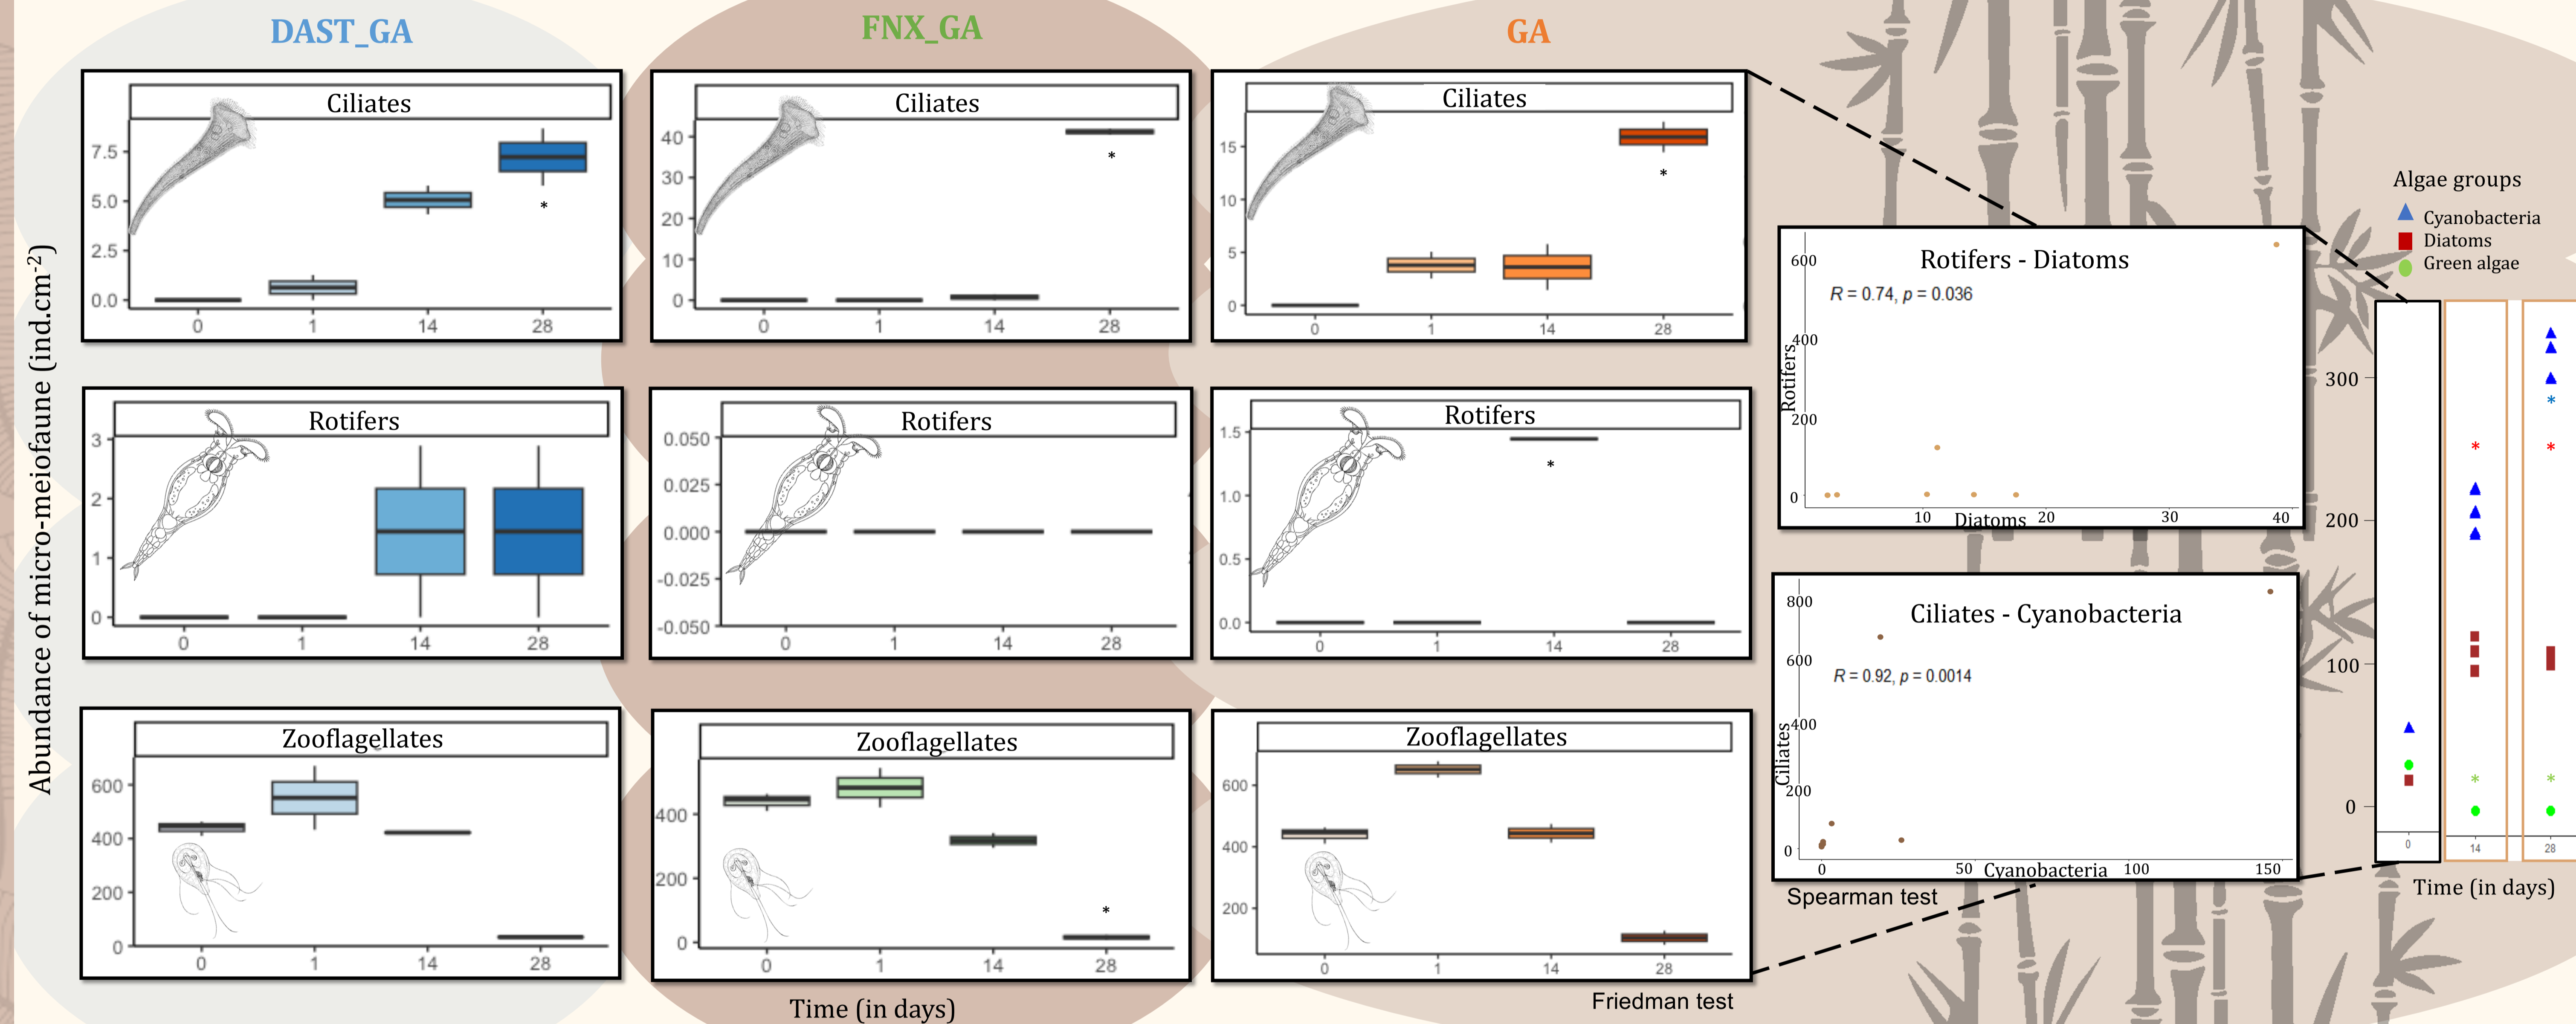 DAST_GA
FNX_GA
GA
Abundance of micro-meiofaune (ind.cm-2)
Ciliates
7.5
5.0
2.5
0.0
0 1 14 28
*
Ciliates
40
30
20
10
0
0 1 14 28
*
Ciliates
15
10
5
0
0 1 14 28
*
Rotifers
3
2
1
0
0 1 14 28
Rotifers
0.050
0.025
0.000
-0.025
-0.050
0 1 14 28
Rotifers
1.5
1.0
0.5
0.0
0 1 14 28
*
Zooflagellates
600
400
200
0
0 1 14 28
Zooflagellates
400
200
0
0 1 14 28
*
Zooflagellates
600
400
200
0 1 14 28
Time (in days)
Friedman test
Rotifers - Diatoms
R = 0.74, p = 0.036
Rotifers
600
400
200
0
10 20 30 40
Diatoms
Ciliates - Cyanobacteria
R = 0.92, p = 0.0014
Ciliates
800
600
400
200
0
0 50 100 150
Cyanobacteria
Spearman test
Algae groups
Cyanobacteria
Diatoms
Green algae
300
200
100
0
* *
* *
*
0 14 28
Time (in days)